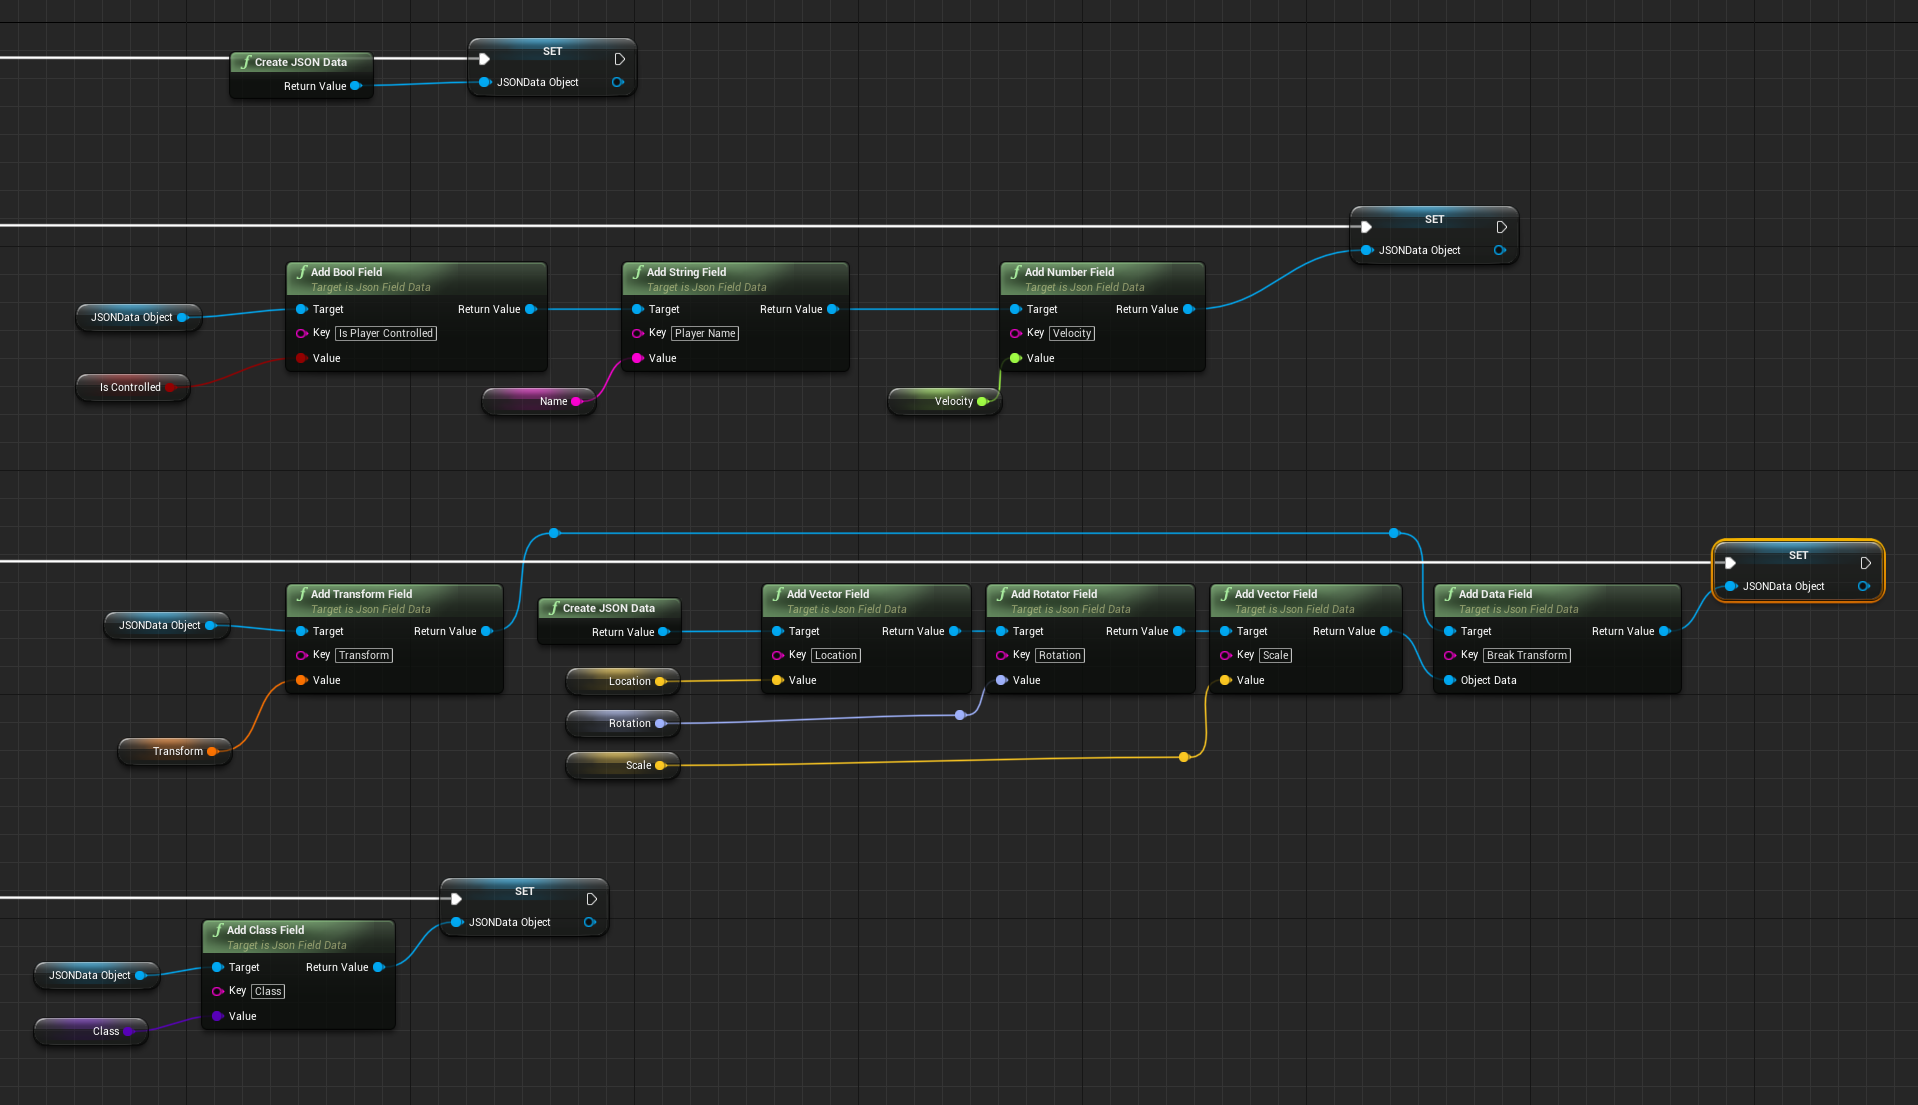 Create JSON Data
Return Value
SET
JSONData Object
SET
JSONData Object
Add Bool Field
Target is Json Field Data
Target
Return Value
Key Is Player Controlled
Value
Add String Field
Target is Json Field Data
Target
Return Value
Key Player Name
Value
Add Number Field
Target is Json Field Data
Target
Return Value
Key Velocity
Value
JSONData Object
Is Controlled
Name
Velocity
SET
JSONData Object
Add Transform Field
Target is Json Field Data
Target
Return Value
Key Transform
Value
JSONData Object
Transform
Create JSON Data
Return Value
Location
Rotation
Scale
Add Vector Field
Target is Json Field Data
Target
Return Value
Key Location
Value
Add Rotator Field
Target is Json Field Data
Target
Return Value
Key Rotation
Value
Add Vector Field
Target is Json Field Data
Target
Return Value
Key Scale
Value
Add Data Field
Target is Json Field Data
Target
Return Value
Key Break Transform
Object Data
SET
JSONData Object
Add Class Field
Target is Json Field Data
Target
Return Value
Key Class
Value
JSONData Object
Class